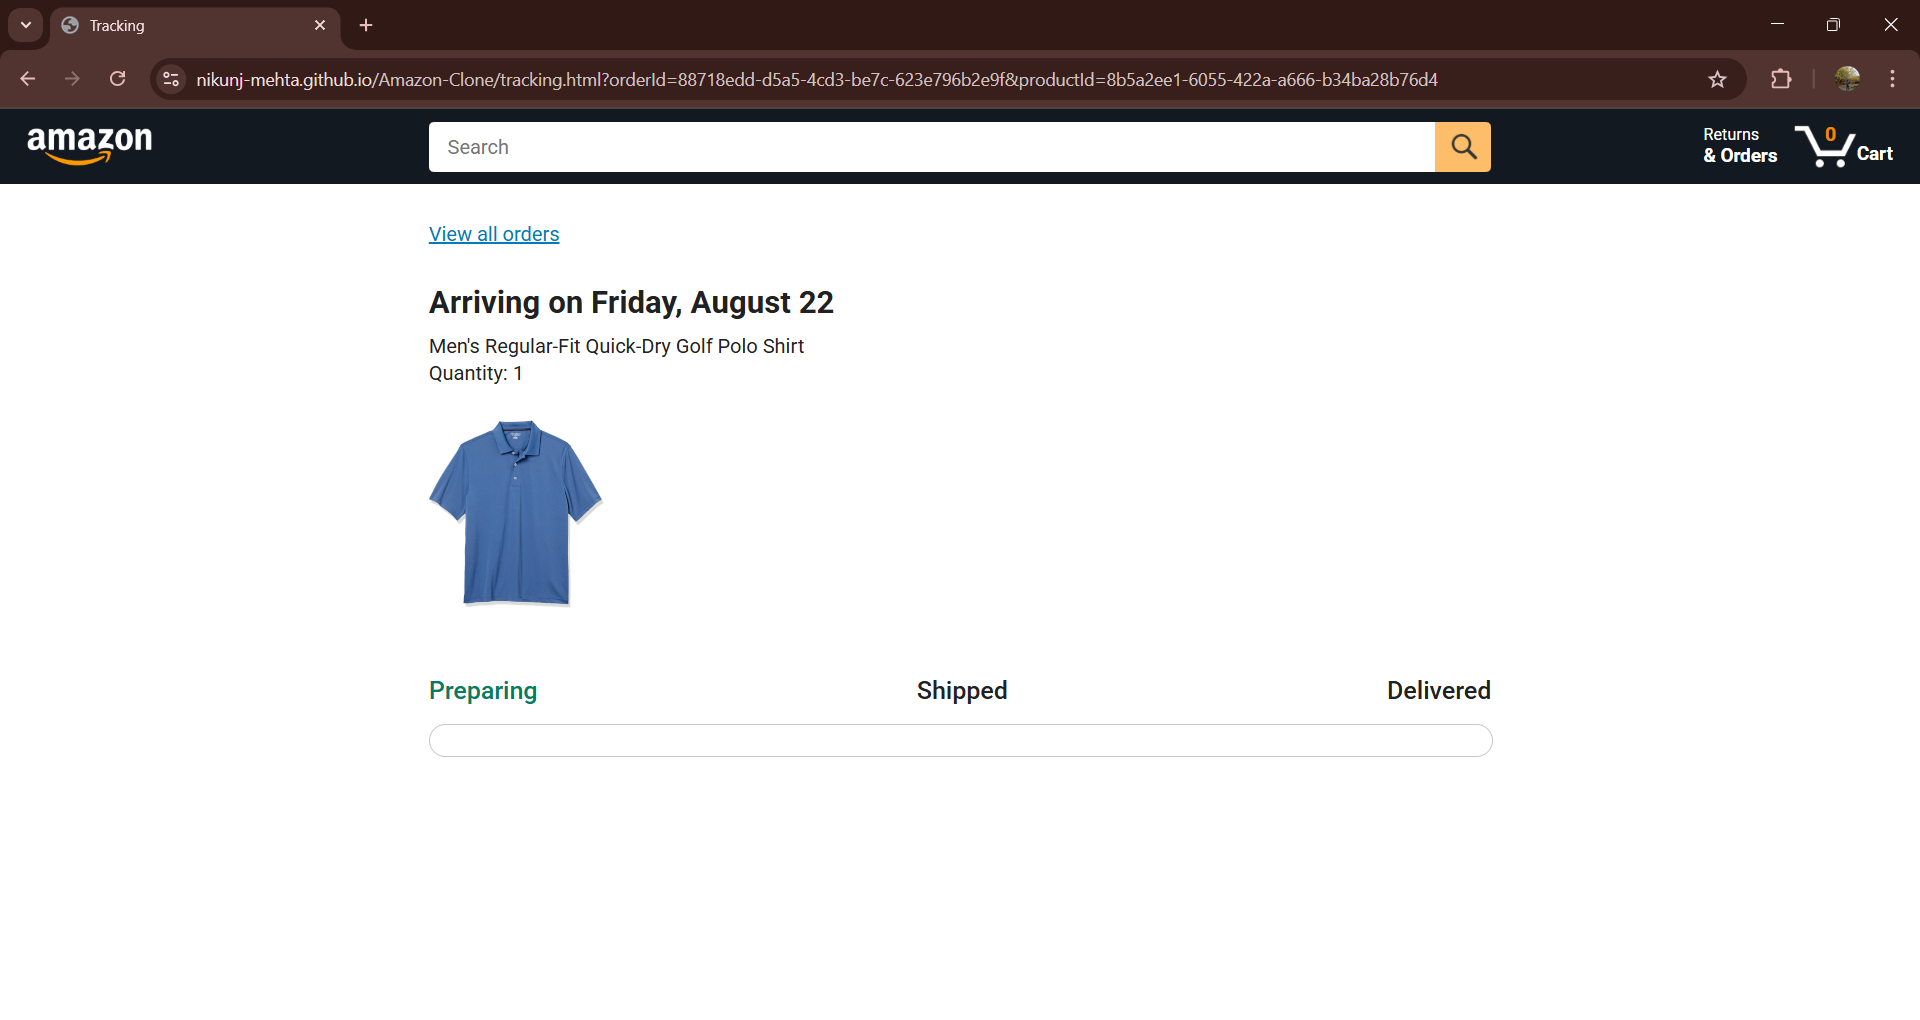 Tracking
nikunj-mehta.github.io/Amazon-Clone/tracking.html?orderId=88718edd-d5a5-4cd3-be7c-623e796b2e9f&productId=8b5a2ee1-6055-422a-a666-b34ba28b76d4
amazon
Search
Returns
& Orders
0
Cart
View all orders
Arriving on Friday, August 22
Men's Regular-Fit Quick-Dry Golf Polo Shirt
Quantity: 1
Preparing
Shipped
Delivered